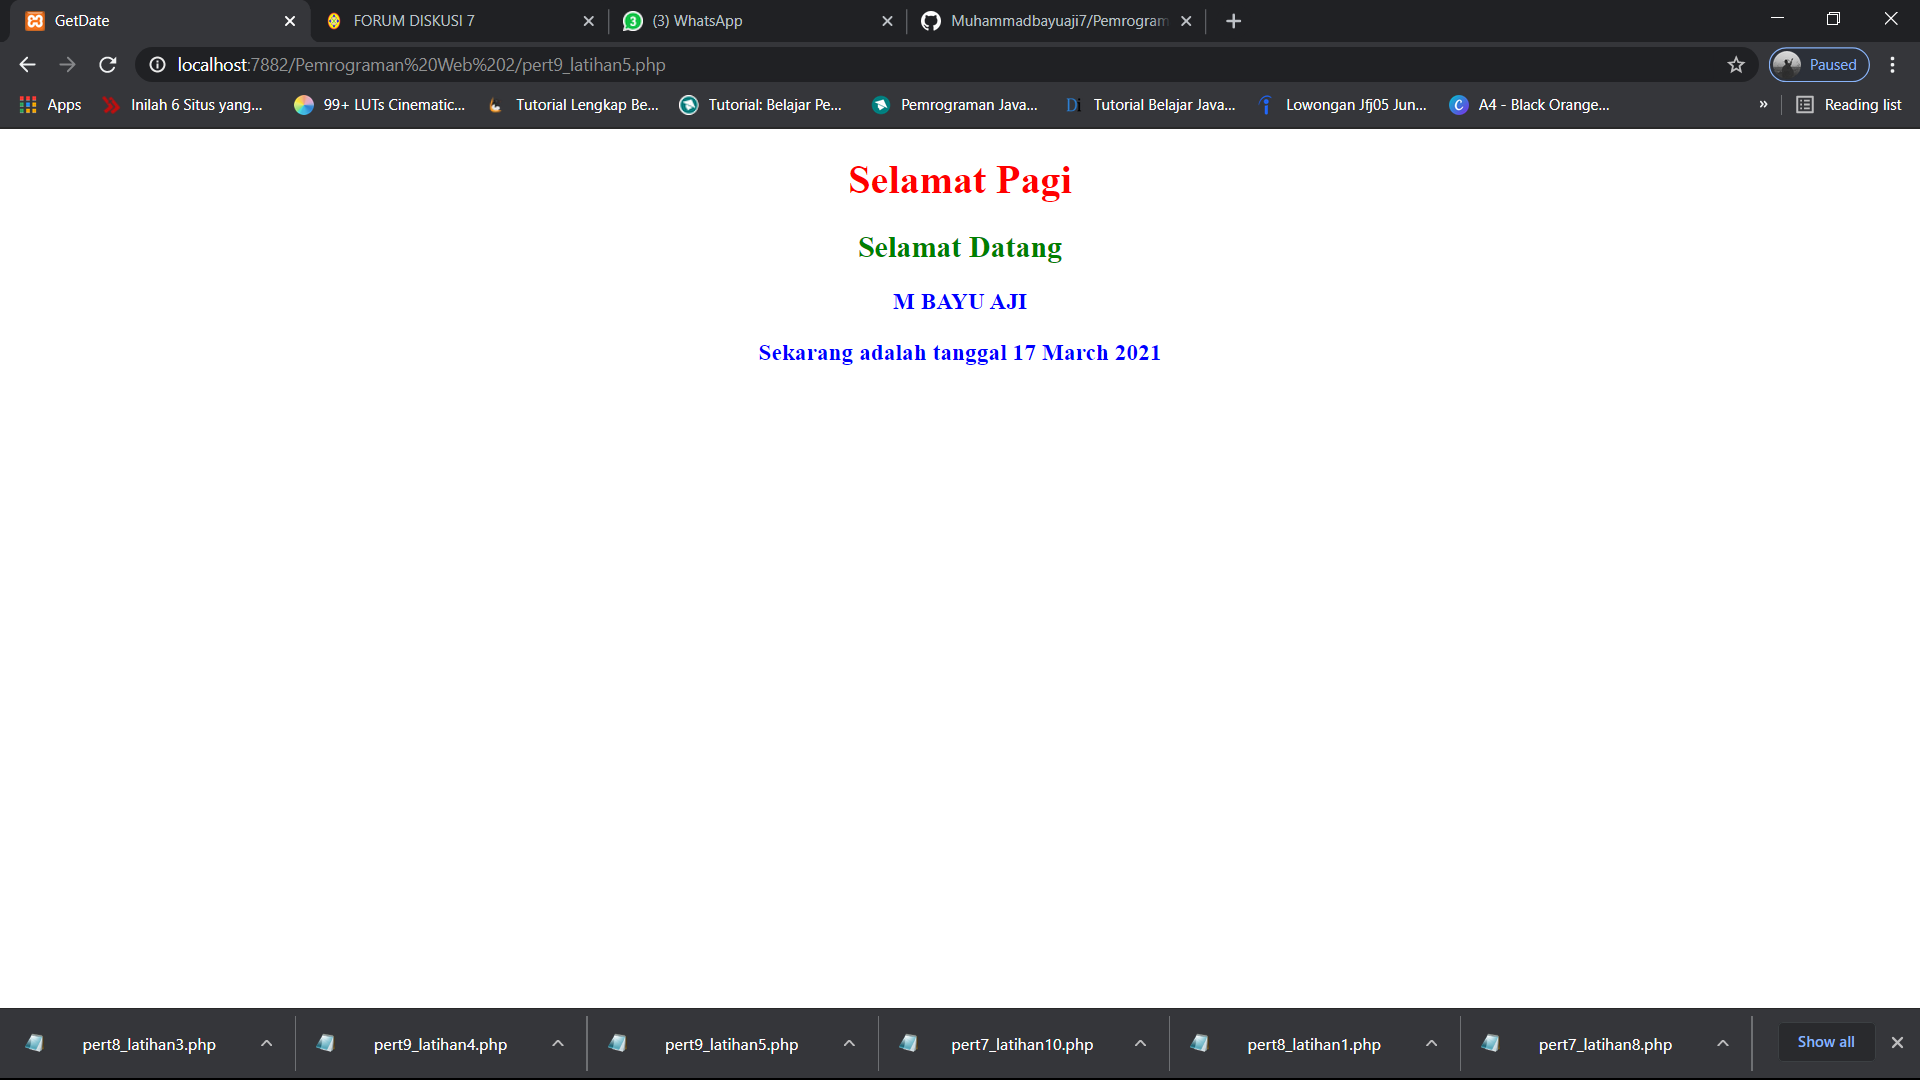 GetDate
FORUM DISKUSI 7
(3) WhatsApp
Muhammadbayuaji7/Pemrogram
localhost:7882/Pemrograman%20Web%202/pert9_latihan5.php
Paused
Apps
Inilah 6 Situs yang...
99+ LUTs Cinematic...
Tutorial Lengkap Be...
Tutorial: Belajar Pe...
Pemrograman Java...
Tutorial Belajar Java...
Lowongan Jfj05 Jun...
A4 - Black Orange...
»
Reading list
Selamat Pagi
Selamat Datang
M BAYU AJI
Sekarang adalah tanggal 17 March 2021
pert8_latihan3.php
pert9_latihan4.php
pert9_latihan5.php
pert7_latihan10.php
pert8_latihan1.php
pert7_latihan8.php
Show all